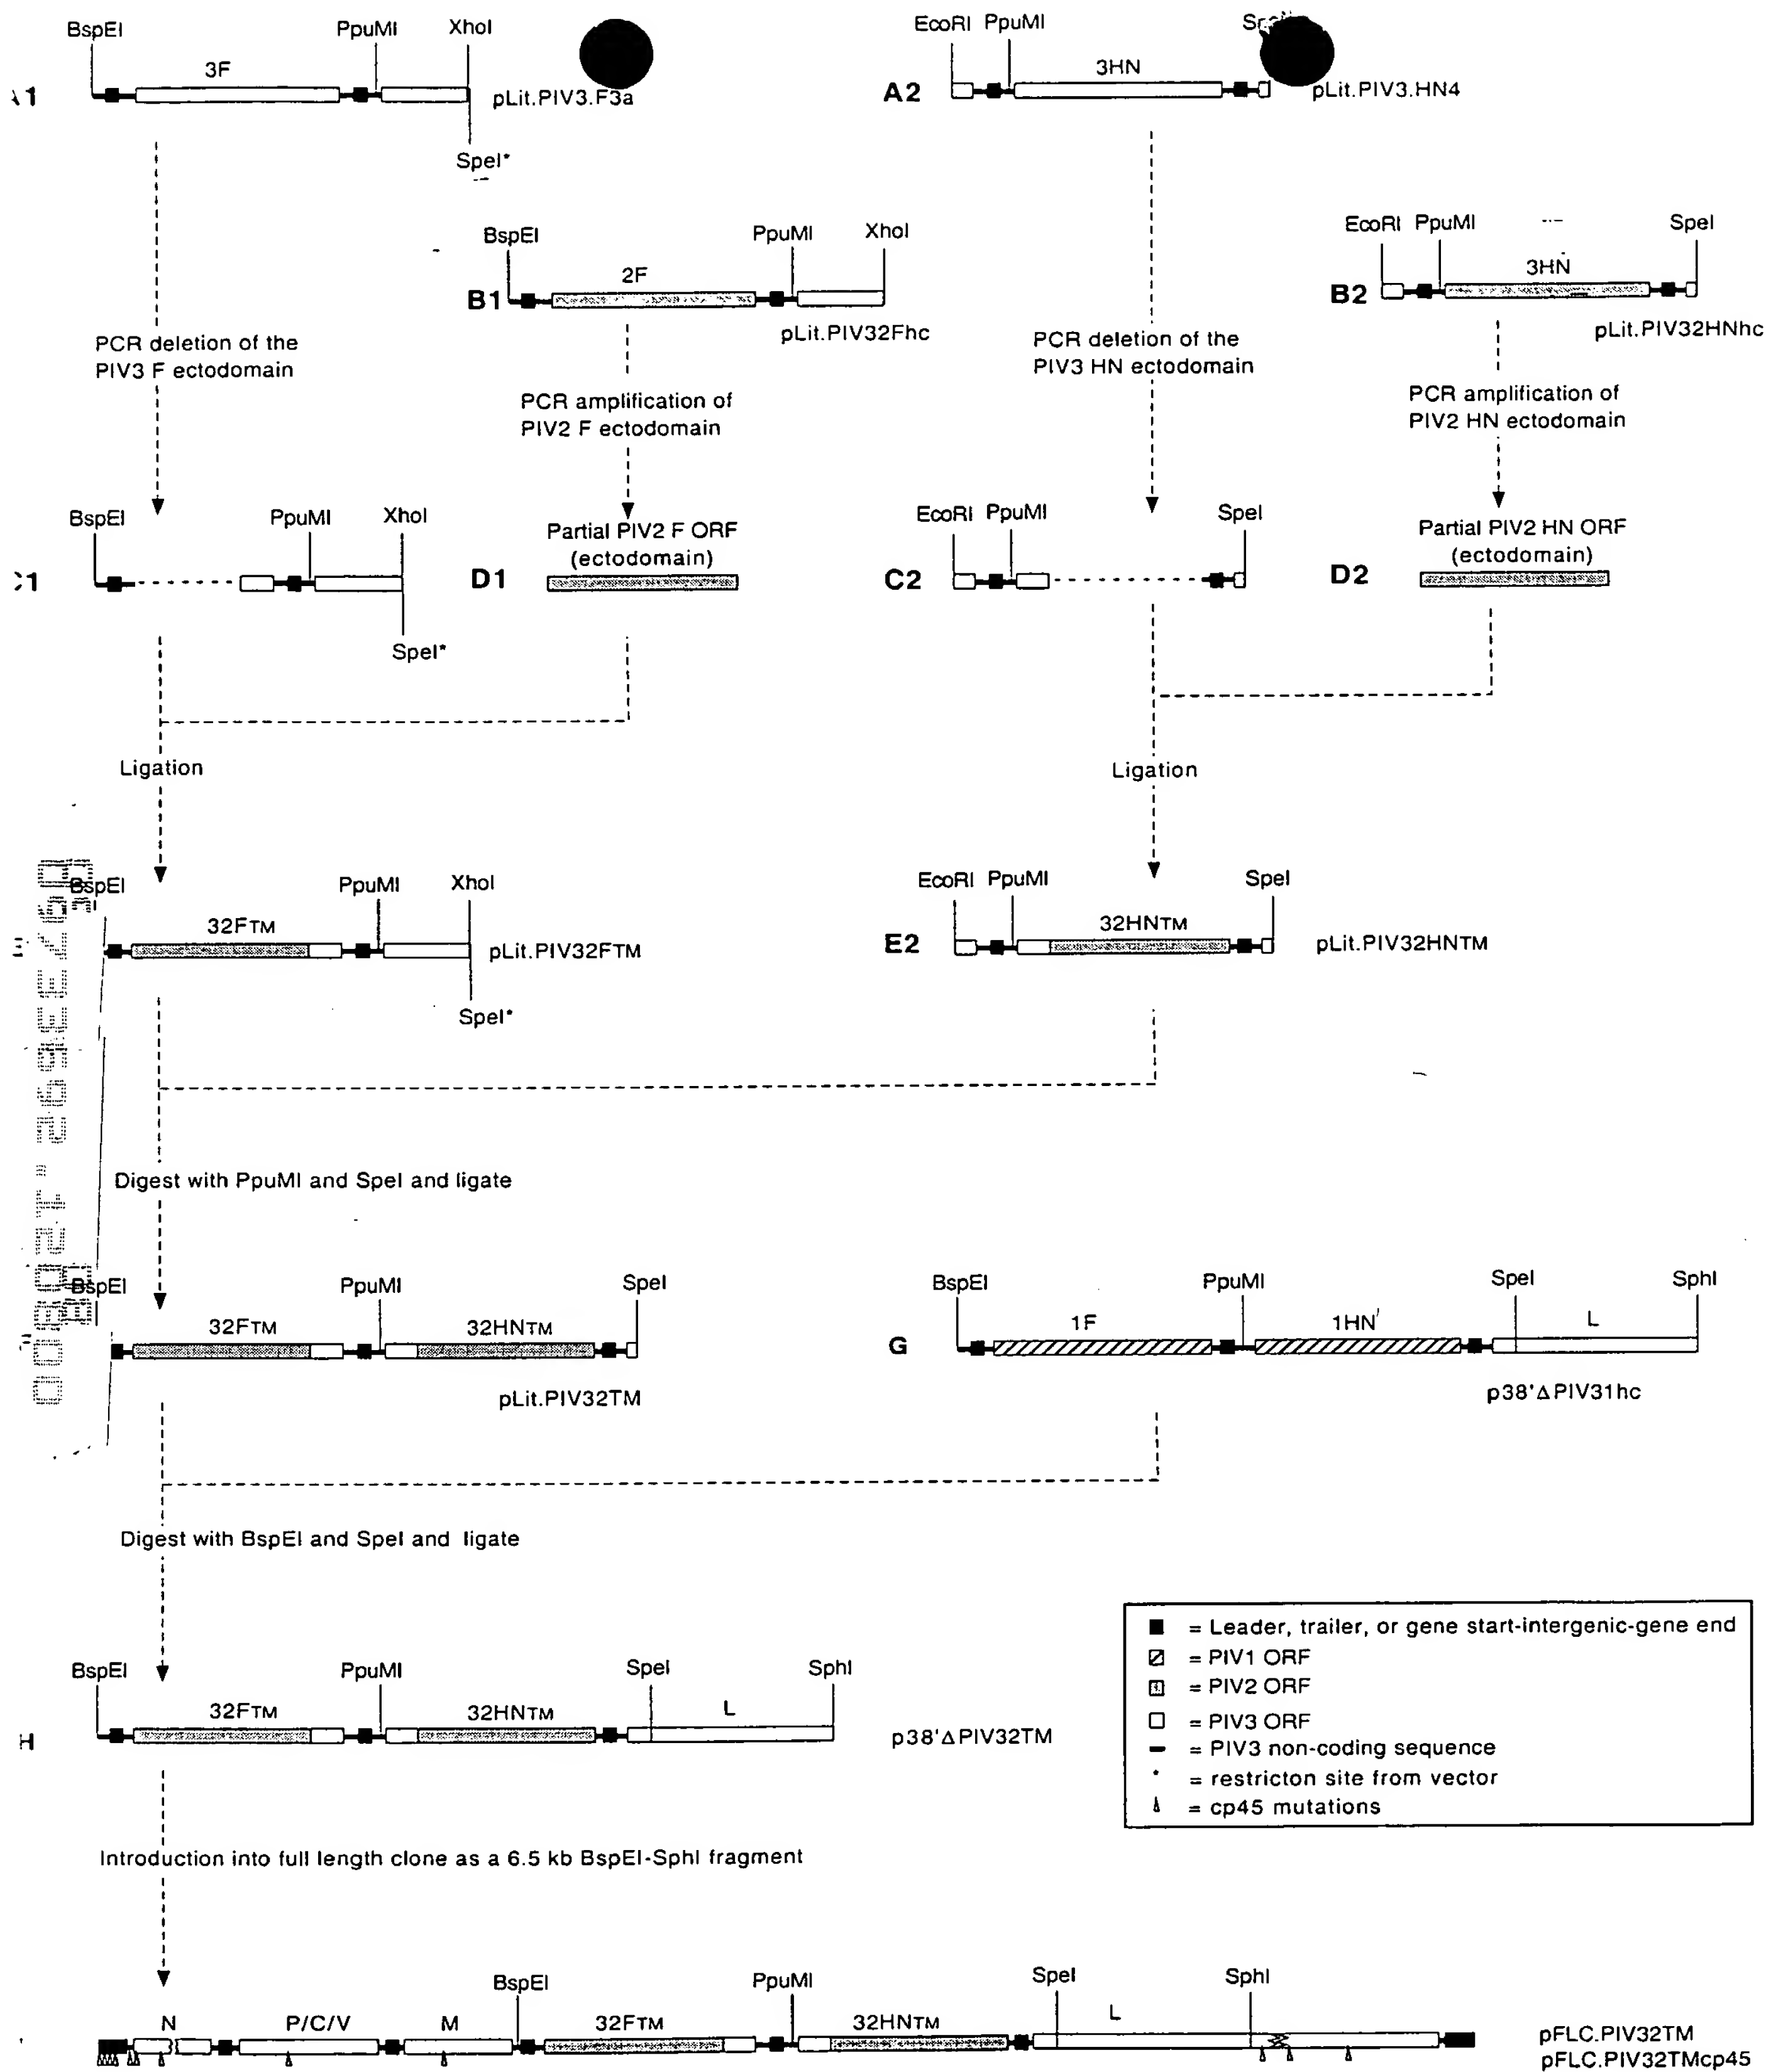 BspEI PpuMI XhoI
3F
pLit.PIV3.F3a
SpeI*
EcoRI PpuMI
3HN
A2
pLit.PIV3.HN4
BspEI PpuMI XhoI
2F
B1
pLit.PIV32Fhc
EcoRI PpuMI SpeI
3HN
B2
pLit.PIV32HNhc
PCR deletion of the
PIV3 F ectodomain
PCR amplification of
PIV2 F ectodomain
PCR deletion of the
PIV3 HN ectodomain
PCR amplification of
PIV2 HN ectodomain
BspEI PpuMI XhoI
SpeI*
D1
Partial PIV2 F ORF
(ectodomain)
EcoRI PpuMI SpeI
C2
Partial PIV2 HN ORF
(ectodomain)
D2
Ligation
Ligation
BspEI PpuMI XhoI
32FTM
pLit.PIV32FTM
SpeI*
EcoRI PpuMI SpeI
32HNTM
E2
pLit.PIV32HNTM
Digest with PpuMI and SpeI and ligate
BspEI PpuMI SpeI
32FTM 32HNTM
pLit.PIV32TM
BspEI PpuMI SpeI SphI
1F 1HN L
G
p38'ΔPIV31hc
Digest with BspEI and SpeI and ligate
BspEI PpuMI SpeI SphI
32FTM 32HNTM L
H
p38'ΔPIV32TM
= Leader, trailer, or gene start-intergenic-gene end
= PIV1 ORF
= PIV2 ORF
= PIV3 ORF
= PIV3 non-coding sequence
* = restricton site from vector
= cp45 mutations
Introduction into full length clone as a 6.5 kb BspEI-SphI fragment
BspEI PpuMI SpeI SphI
N P/C/V M 32FTM 32HNTM L
pFLC.PIV32TM
pFLC.PIV32TMcp45